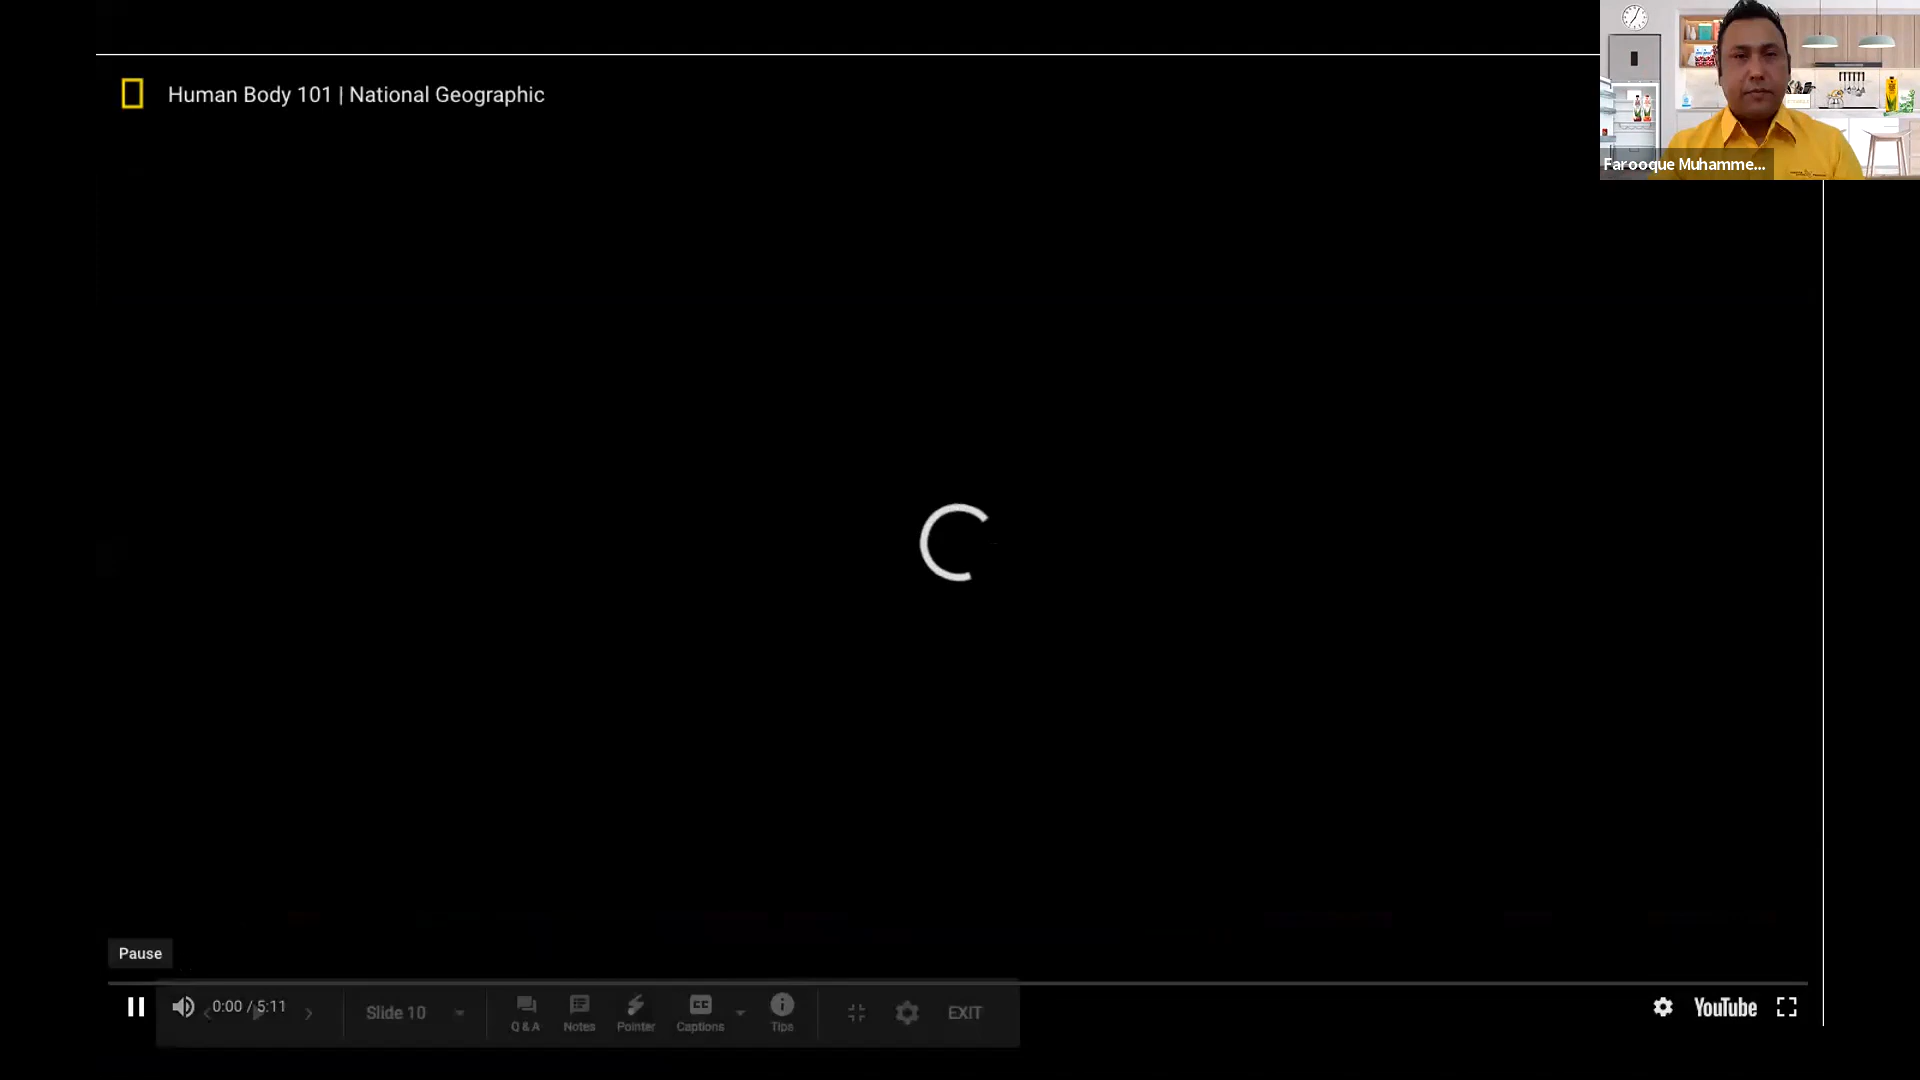 Human Body 101 | National Geographic
Farooque Muhamme...
Pause
0:00 / 5:11
Slide 10
Q & A
Notes
Pointer
Captions
Tips
EXIT
YouTube